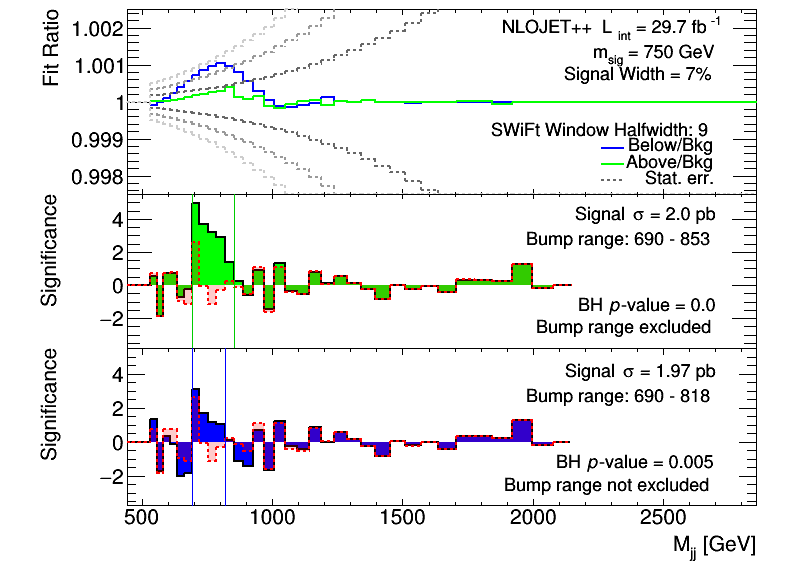 Fit Ratio
1.002
1.001
1
0.999
0.998
NLOJET++ L int = 29.7 fb -1
msig = 750 GeV
Signal Width = 7%
SWiFt Window Halfwidth: 9
Below/Bkg
Above/Bkg
Stat. err.
Significance
4
2
0
−2
Signal σ = 2.0 pb
Bump range: 690 - 853
BH p-value = 0.0
Bump range excluded
Significance
4
2
0
−2
Signal σ = 1.97 pb
Bump range: 690 - 818
BH p-value = 0.005
Bump range not excluded
500 1000 1500 2000 2500
Mjj [GeV]